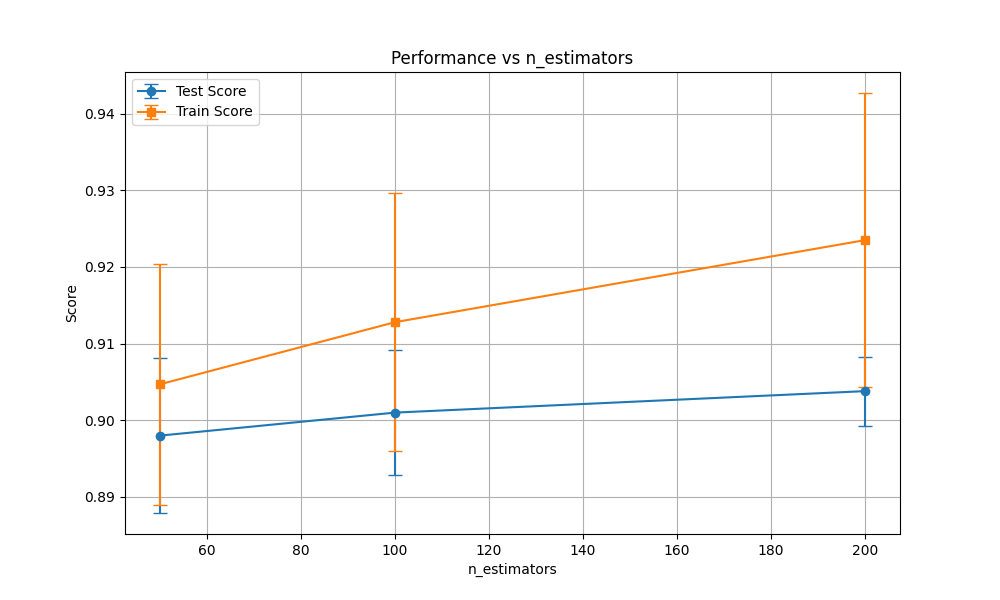 Performance vs n_estimators
Test Score
Train Score
0.94
0.93
0.92
0.91
0.90
0.89
Score
60 80 100 120 140 160 180 200
n_estimators